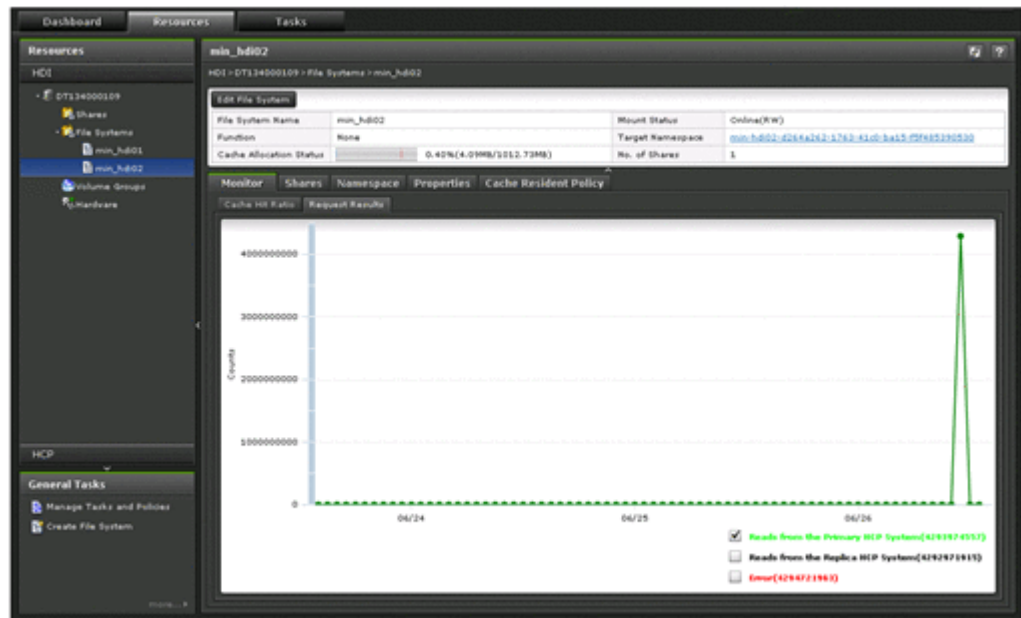 Dashboard Resources Tasks
Resources
HDI
DT134000109
Shares
File Systems
min_hdi01
min_hdi02
Volume Groups
Hardware
HCP
General Tasks
Manage Tasks and Policies
Create File System
more...
min_hdi02
?
HDI > DT134000109 > File Systems > min_hdi02
Edit File System
File System Name min_hdi02 Mount Status Online(RW)
Function None Target Namespace
Cache Allocation Status 0.40%(4.09MB/1012.73MB) No. of Shares 1
Monitor Shares Namespace Properties Cache Resident Policy
Cache Hit Ratio Request Results
Counts
4000000000
3000000000
2000000000
1000000000
0
06/24 06/25 06/26
Reads from the Primary HCP System
Reads from the Replica HCP System(4292971915)
Error(4294721963)